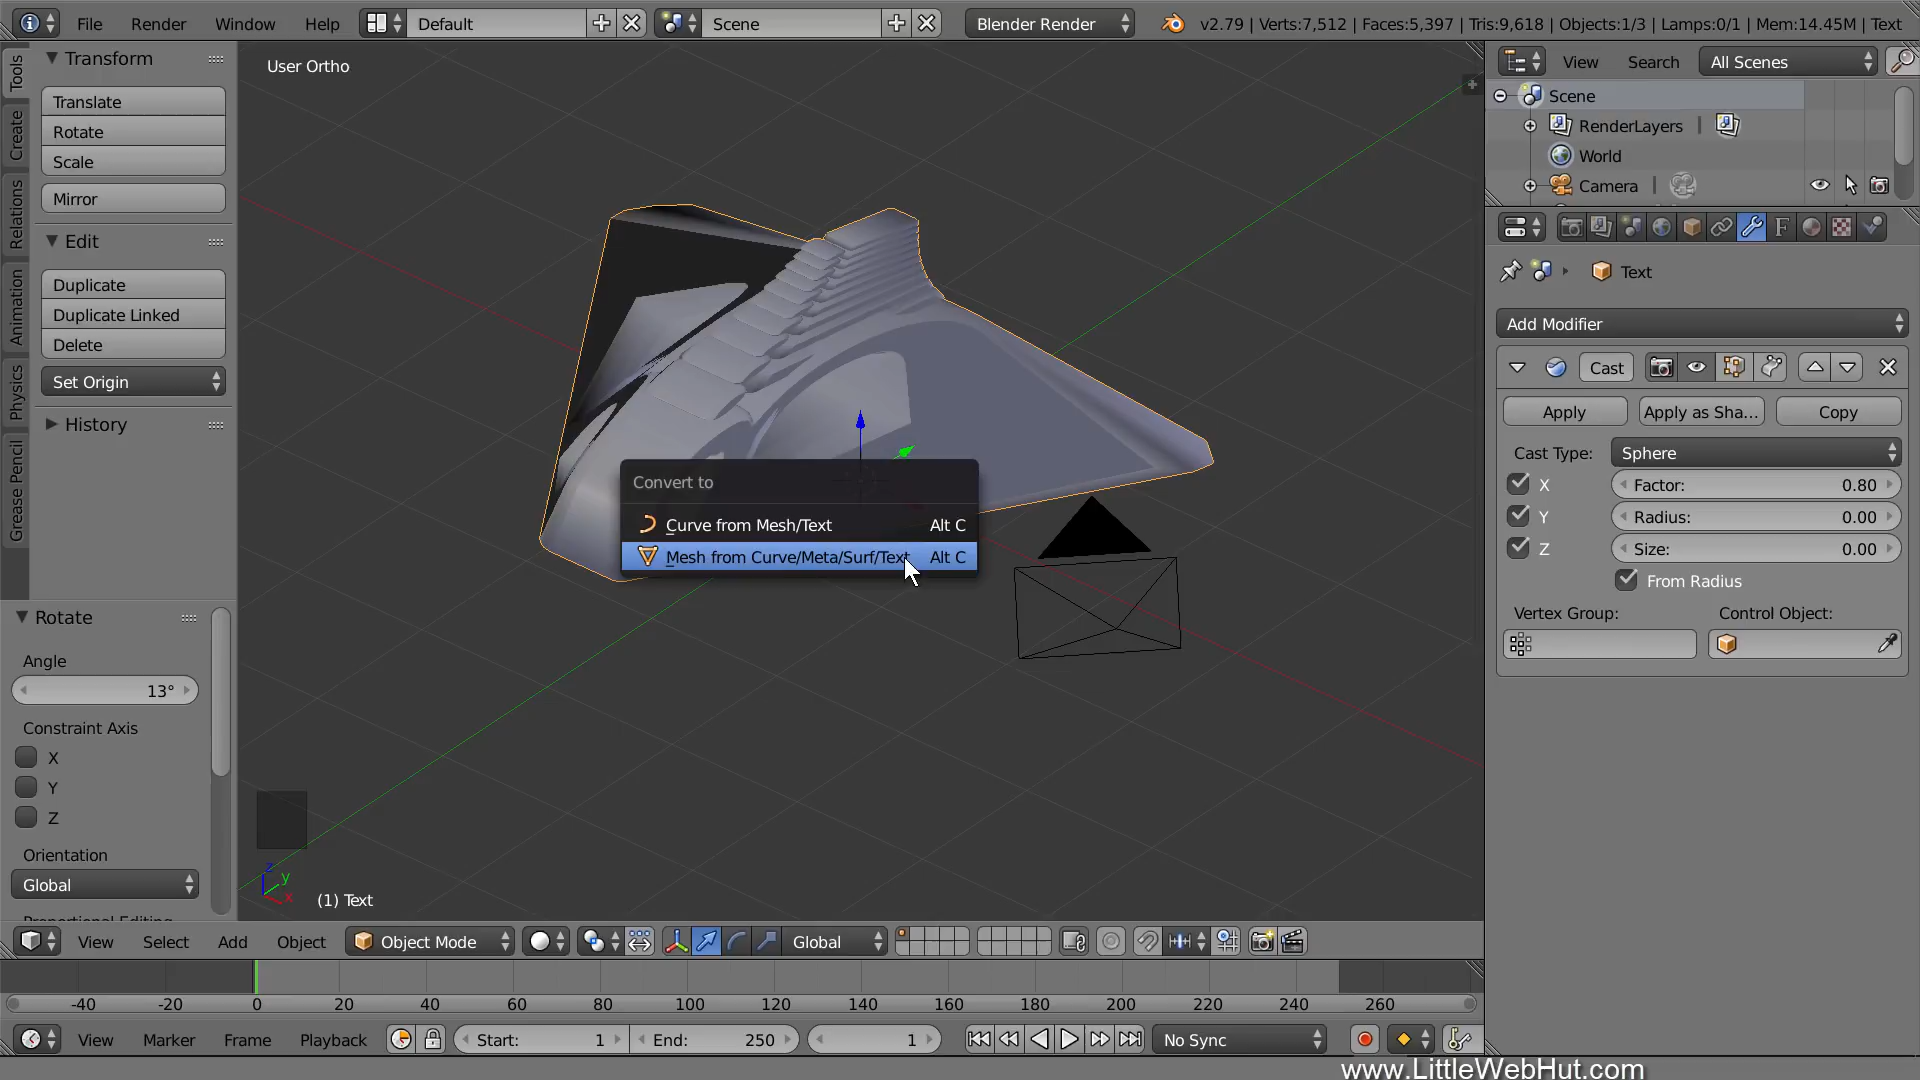 File Render Window Help Default Scene Blender Render v2.79 | Verts:7,512 | Faces:5,397 | Tris:9,618 | Objects:1/3 | Lamps:0/1 | Mem:14.45M | Text
Tools
Create
Relations
Animation
Physics
Grease Pencil
Transform
Translate
Rotate
Scale
Mirror
Edit
Duplicate
Duplicate Linked
Delete
Set Origin
History
Rotate
Angle
13°
Constraint Axis
X
Y
Z
Orientation
Global
User Ortho
Convert to
Curve from Mesh/Text Alt C
Mesh from Curve/Meta/Surf/Text Alt C
z
y
x
(1) Text
View Search All Scenes
Scene
RenderLayers
World
Camera
Text
Add Modifier
Cast
Apply Apply as Sha... Copy
Cast Type: Sphere
X Factor: 0.80
Y Radius: 0.00
Z Size: 0.00
From Radius
Vertex Group: Control Object:
View Select Add Object Object Mode Global
-40 -20 0 20 40 60 80 100 120 140 160 180 200 220 240 260
View Marker Frame Playback Start: 1 End: 250 1 No Sync
www.LittleWebHut.com